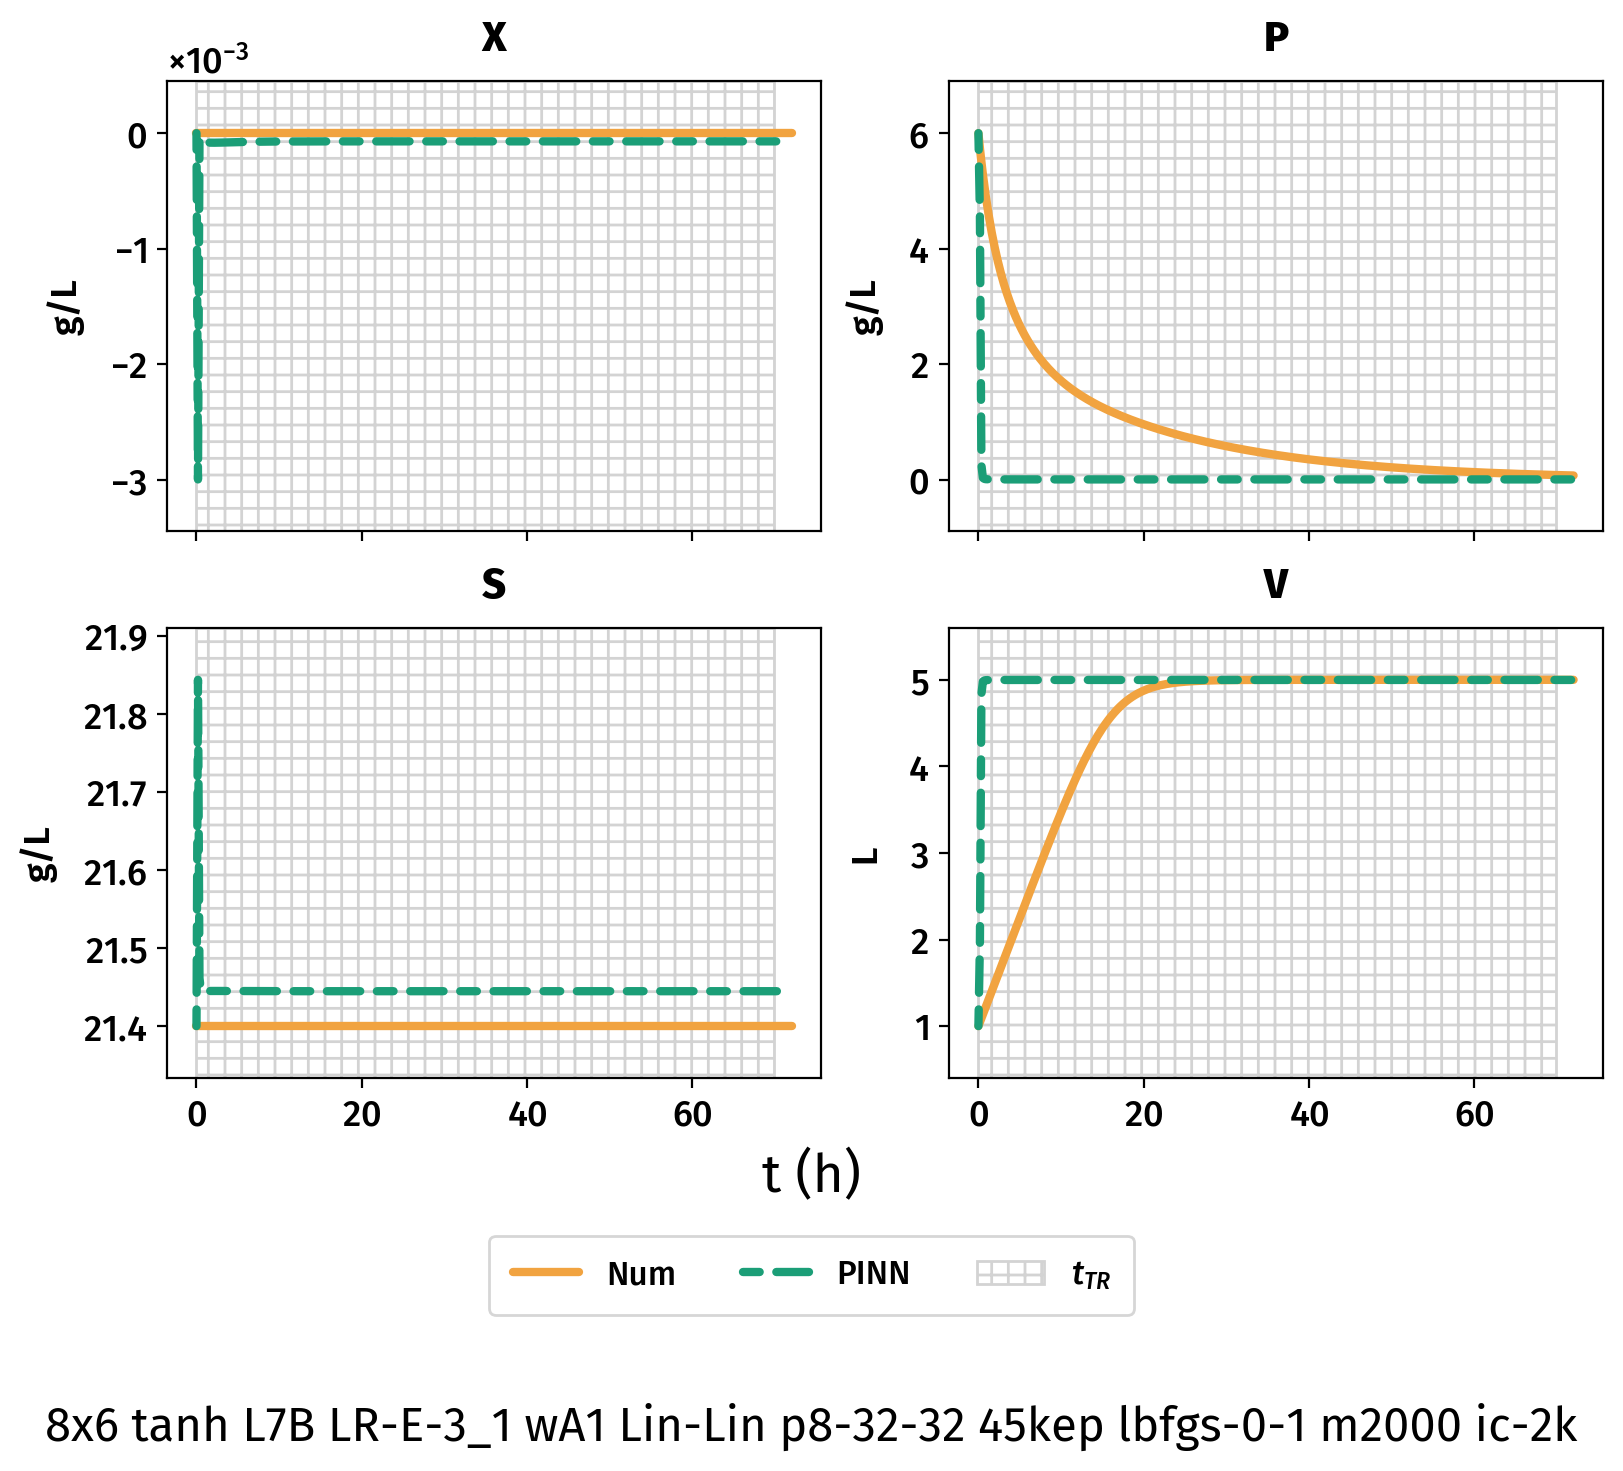 X
×10⁻³
0
−1
−2
−3
g/L
P
6
4
2
0
g/L
S
21.9
21.8
21.7
21.6
21.5
21.4
g/L
0 20 40 60
V
5
4
3
2
1
L
0 20 40 60
t (h)
Num PINN t_TR
8x6 tanh L7B LR-E-3_1 wA1 Lin-Lin p8-32-32 45kep lbfgs-0-1 m2000 ic-2k